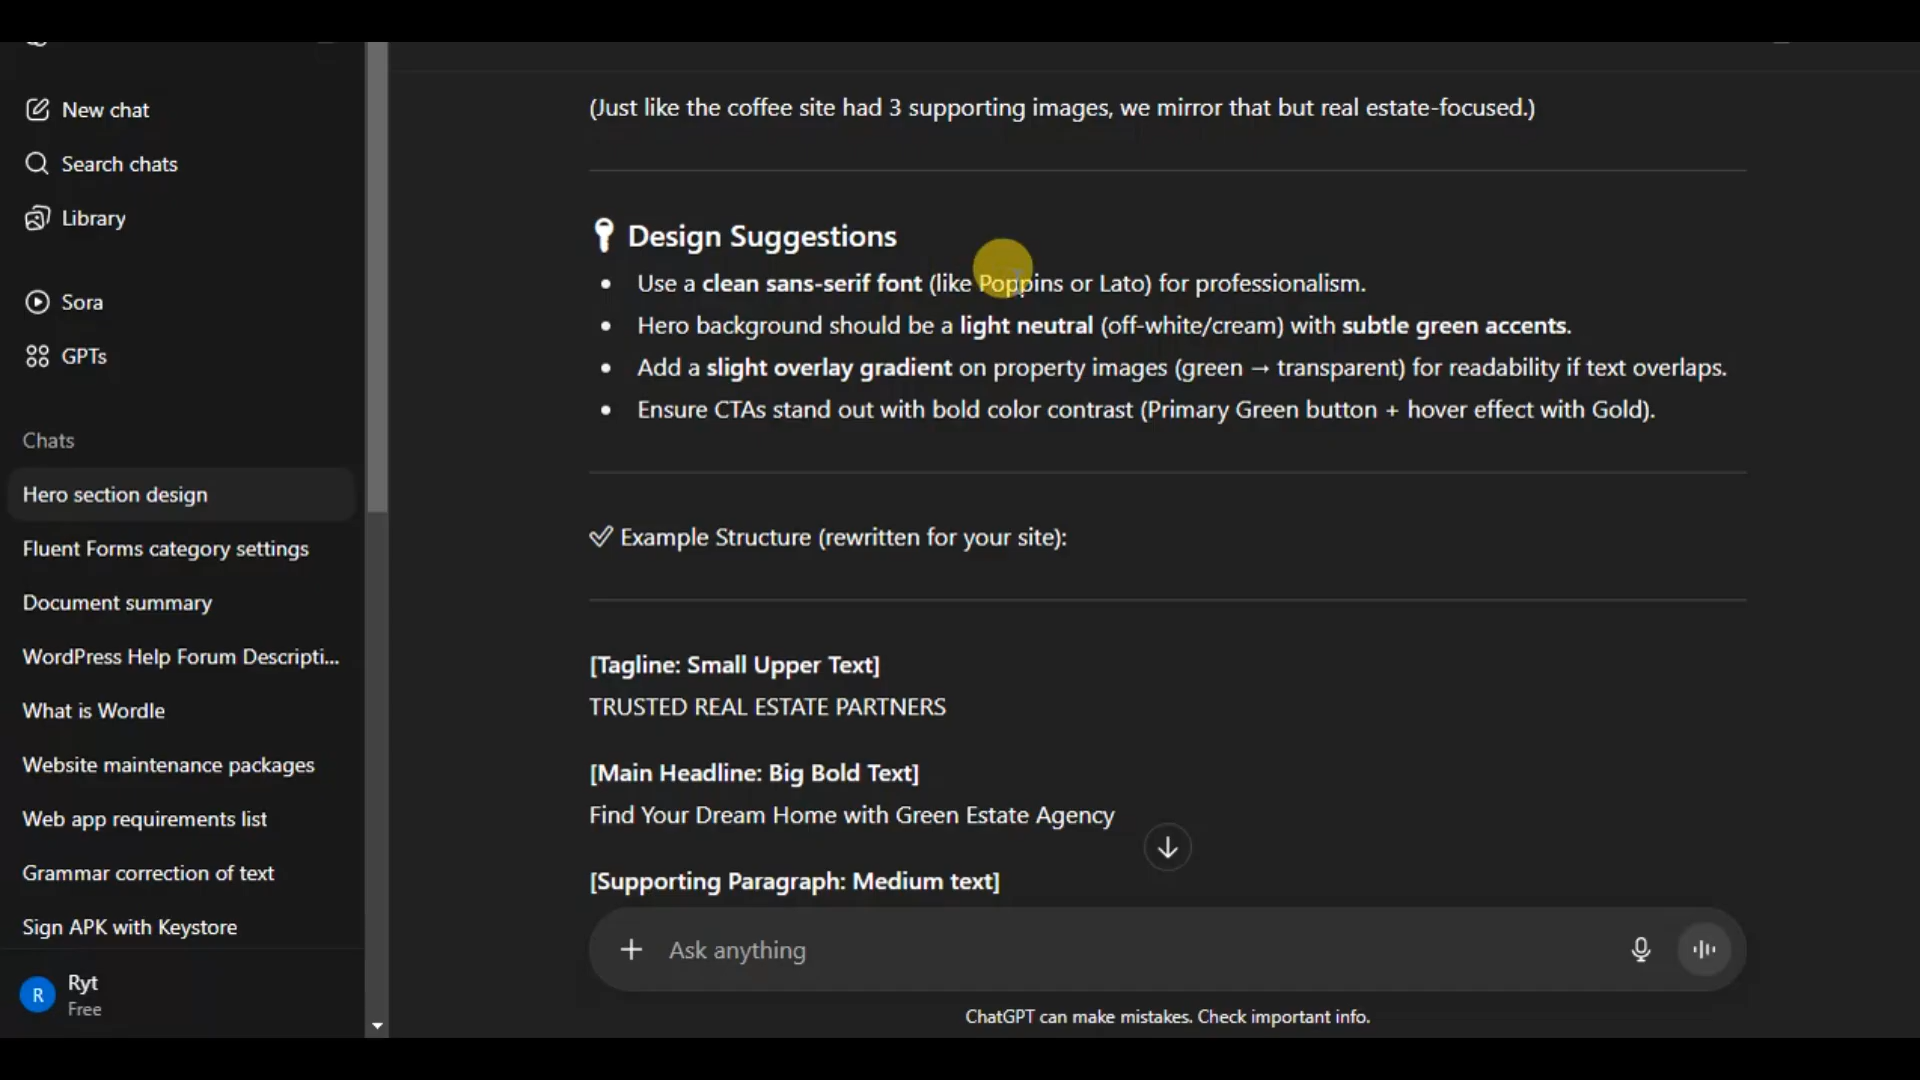 New chat
Search chats
Library
Sora
GPTs
Chats
Hero section design
Fluent Forms category settings
Document summary
WordPress Help Forum Descripti...
What is Wordle
Website maintenance packages
Web app requirements list
Grammar correction of text
Sign APK with Keystore
R
Ryt
Free
(Just like the coffee site had 3 supporting images, we mirror that but real estate-focused.)
Design Suggestions
• Use a clean sans-serif font (like Poppins or Lato) for professionalism.
• Hero background should be a light neutral (off-white/cream) with subtle green accents.
• Add a slight overlay gradient on property images (green → transparent) for readability if text overlaps.
• Ensure CTAs stand out with bold color contrast (Primary Green button + hover effect with Gold).
Example Structure (rewritten for your site):
[Tagline: Small Upper Text]
TRUSTED REAL ESTATE PARTNERS
[Main Headline: Big Bold Text]
Find Your Dream Home with Green Estate Agency
[Supporting Paragraph: Medium text]
Ask anything
ChatGPT can make mistakes. Check important info.